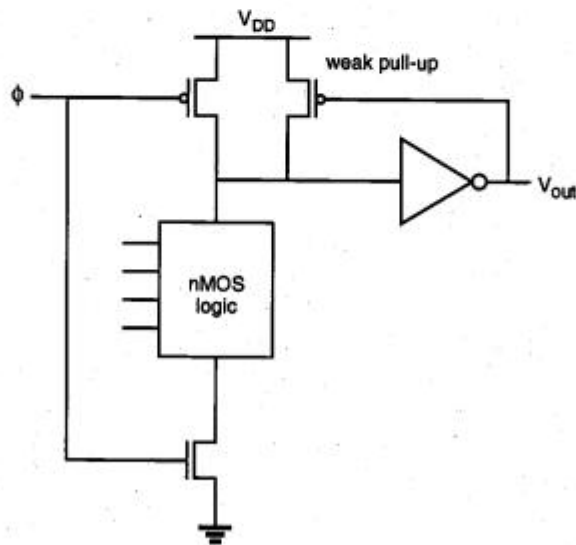 V_DD
weak pull-up
ϕ
V_out
nMOS
logic